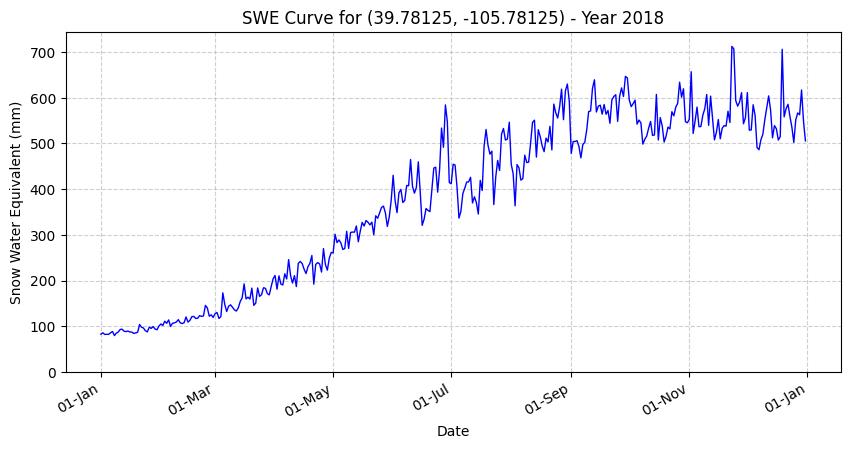 SWE Curve for (39.78125, -105.78125) - Year 2018
Snow Water Equivalent (mm)
700
600
500
400
300
200
100
0
01-Jan
01-Mar
01-May
01-Jul
01-Sep
01-Nov
01-Jan
Date